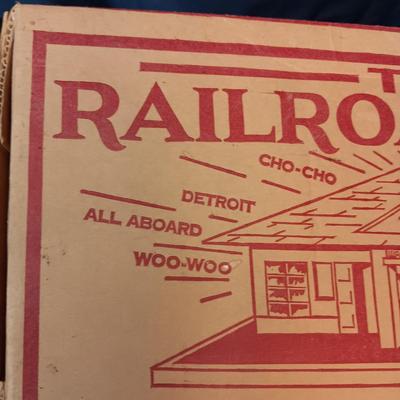 T
RAILRO
CHO-CHO
DETROIT
ALL ABOARD
WOO-WOO